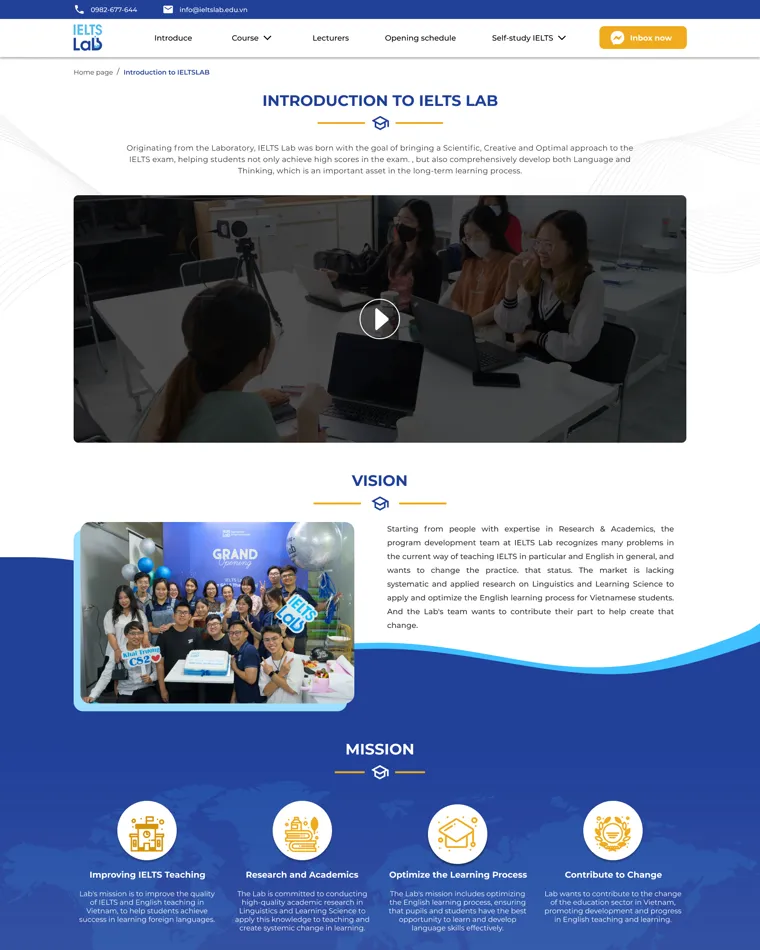 0982-677-644 info@ieltslab.edu.vn
IELTS
Lab
Introduce Course Lecturers Opening schedule Self-study IELTS Inbox now
Home page / Introduction to IELTSLAB
INTRODUCTION TO IELTS LAB
Originating from the Laboratory, IELTS Lab was born with the goal of bringing a Scientific, Creative and Optimal approach to the
IELTS exam, helping students not only achieve high scores in the exam. , but also comprehensively develop both Language and
Thinking, which is an important asset in the long-term learning process.
VISION
GRAND
Opening
IELTS
Lab
Khai Trương
CS2
Starting from people with expertise in Research & Academics, the
program development team at IELTS Lab recognizes many problems in
the current way of teaching IELTS in particular and English in general, and
wants to change the practice. that status. The market is lacking
systematic and applied research on Linguistics and Learning Science to
apply and optimize the English learning process for Vietnamese students.
And the Lab's team wants to contribute their part to help create that
change.
MISSION
Improving IELTS Teaching
Lab's mission is to improve the quality
of IELTS and English teaching in
Vietnam, to help students achieve
success in learning foreign languages.
Research and Academics
The Lab is committed to conducting
high-quality academic research in
Linguistics and Learning Science to
apply this knowledge to teaching and
create systemic change in learning.
Optimize the Learning Process
The Lab's mission includes optimizing
the English learning process, ensuring
that pupils and students have the best
opportunity to learn and develop
language skills effectively.
Contribute to Change
Lab wants to contribute to the change
of the education sector in Vietnam,
promoting development and progress
in English teaching and learning.